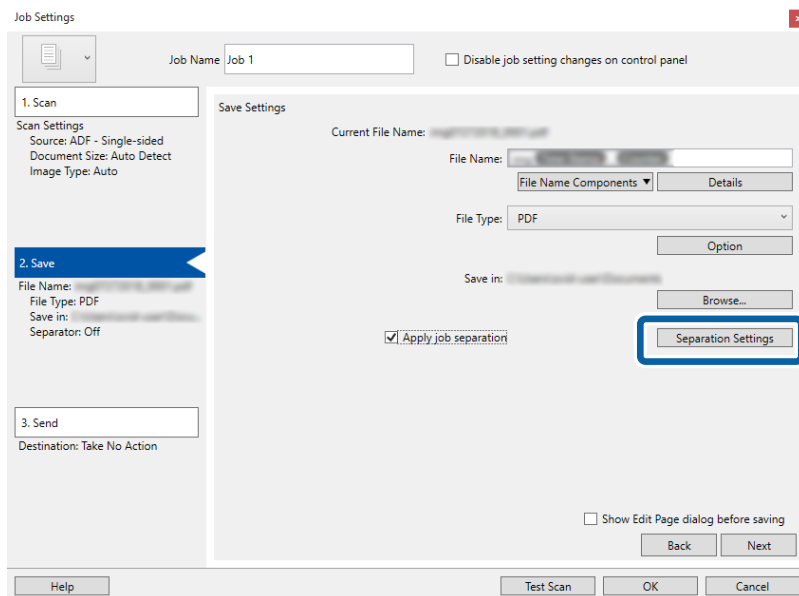 Job Settings
Job Name Job 1 Disable job setting changes on control panel
1. Scan
Scan Settings
Source: ADF - Single-sided
Document Size: Auto Detect
Image Type: Auto
2. Save
File Name:
File Type: PDF
Save in:
Separator: Off
3. Send
Destination: Take No Action
Save Settings
Current File Name:
File Name:
File Name Components Details
File Type: PDF
Option
Save in:
Browse...
Apply job separation Separation Settings
Show Edit Page dialog before saving
Back Next
Help Test Scan OK Cancel